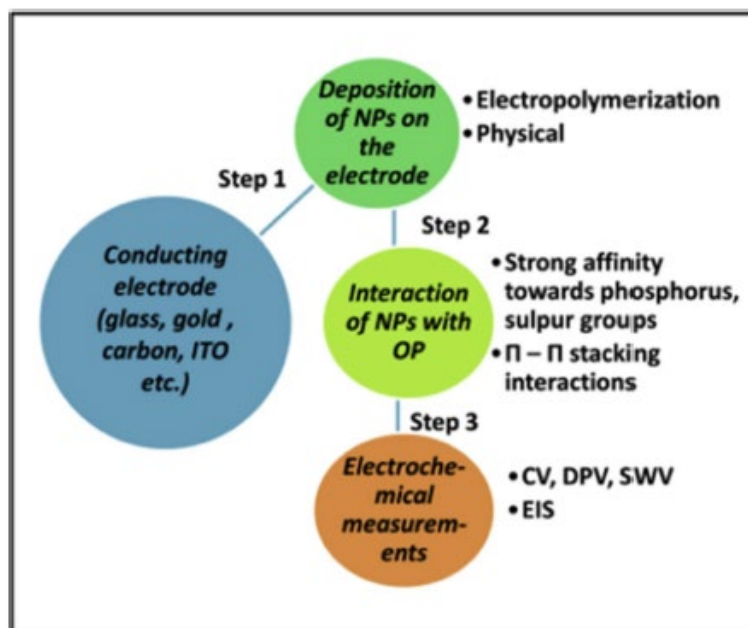 Deposition
of NPs on
the
electrode
• Electropolymerization
• Physical
Step 1
Step 2
Conducting
electrode
(glass, gold ,
carbon, ITO
etc.)
Interaction
of NPs with
OP
• Strong affinity
towards phosphorus,
sulpur groups
• Π – Π stacking
interactions
Step 3
Electroche-
mical
measurem-
ents
• CV, DPV, SWV
• EIS